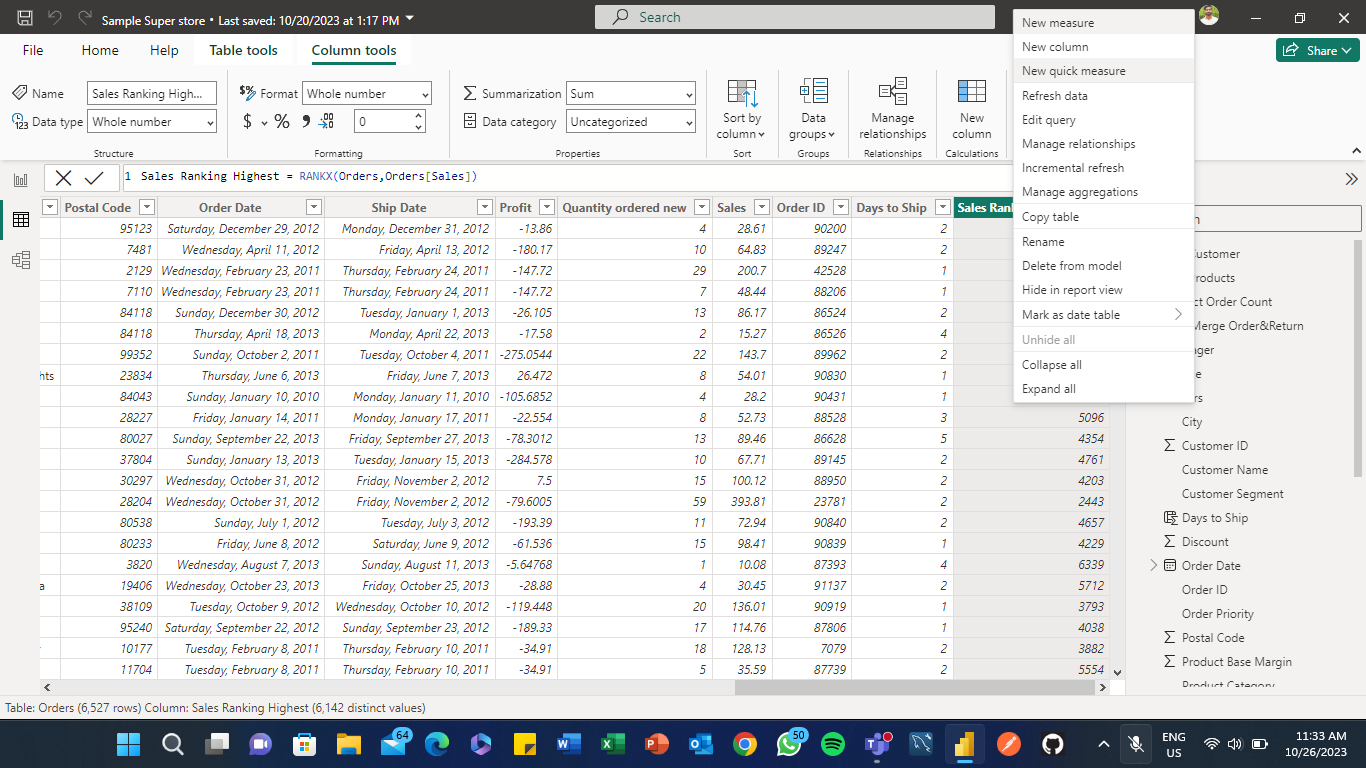 Sample Super store • Last saved: 10/20/2023 at 1:17 PM
Search
File Home Help Table tools Column tools
Share
Name Sales Ranking High...
Data type Whole number
Structure
Format Whole number
$ % 0
Formatting
Summarization Sum
Data category Uncategorized
Properties
Sort by
column
Sort
Data
groups
Groups
Manage
relationships
Relationships
New
column
Calculations
New measure
New column
New quick measure
Refresh data
Edit query
Manage relationships
Incremental refresh
Manage aggregations
Copy table
Rename
Delete from model
Hide in report view
Mark as date table
Unhide all
Collapse all
Expand all
1 Sales Ranking Highest = RANKX(Orders,Orders[Sales])
Postal Code Order Date Ship Date Profit Quantity ordered new Sales Order ID Days to Ship Sales Ran
95123 Saturday, December 29, 2012 Monday, December 31, 2012 -13.86 4 28.61 90200 2
7481 Wednesday, April 11, 2012 Friday, April 13, 2012 -180.17 10 64.83 89247 2
2129 Wednesday, February 23, 2011 Thursday, February 24, 2011 -147.72 29 200.7 42528 1
7110 Wednesday, February 23, 2011 Thursday, February 24, 2011 -147.72 7 48.44 88206 1
84118 Sunday, December 30, 2012 Tuesday, January 1, 2013 -26.105 13 86.17 86524 2
84118 Thursday, April 18, 2013 Monday, April 22, 2013 -17.58 2 15.27 86526 4
99352 Sunday, October 2, 2011 Tuesday, October 4, 2011 -275.0544 22 143.7 89962 2
hts 23834 Thursday, June 6, 2013 Friday, June 7, 2013 26.472 8 54.01 90830 1
84043 Sunday, January 10, 2010 Monday, January 11, 2010 -105.6852 4 28.2 90431 1
28227 Friday, January 14, 2011 Monday, January 17, 2011 -22.554 8 52.73 88528 3 5096
80027 Sunday, September 22, 2013 Friday, September 27, 2013 -78.3012 13 89.46 86628 5 4354
37804 Sunday, January 13, 2013 Tuesday, January 15, 2013 -284.578 10 67.71 89145 2 4761
30297 Wednesday, October 31, 2012 Friday, November 2, 2012 7.5 15 100.12 88950 2 4203
28204 Wednesday, October 31, 2012 Friday, November 2, 2012 -79.6005 59 393.81 23781 2 2443
80538 Sunday, July 1, 2012 Tuesday, July 3, 2012 -193.39 11 72.94 90840 2 4657
80233 Friday, June 8, 2012 Saturday, June 9, 2012 -61.536 15 98.41 90839 1 4229
3820 Wednesday, August 7, 2013 Sunday, August 11, 2013 -5.64768 1 10.08 87393 4 6339
a 19406 Wednesday, October 23, 2013 Friday, October 25, 2013 -28.88 4 30.45 91137 2 5712
38109 Tuesday, October 9, 2012 Wednesday, October 10, 2012 -119.448 20 136.01 90919 1 3793
95240 Saturday, September 22, 2012 Sunday, September 23, 2012 -189.33 17 114.76 87806 1 4038
10177 Tuesday, February 8, 2011 Thursday, February 10, 2011 -34.91 18 128.13 7079 2 3882
11704 Tuesday, February 8, 2011 Thursday, February 10, 2011 -34.91 5 35.59 87739 2 5554
ustomer
roducts
ct Order Count
Merge Order&Return
ager
e
rs
City
Customer ID
Customer Name
Customer Segment
Days to Ship
Discount
Order Date
Order ID
Order Priority
Postal Code
Product Base Margin
Product Category
Table: Orders (6,527 rows) Column: Sales Ranking Highest (6,142 distinct values)
64
50
ENG
US
11:33 AM
10/26/2023